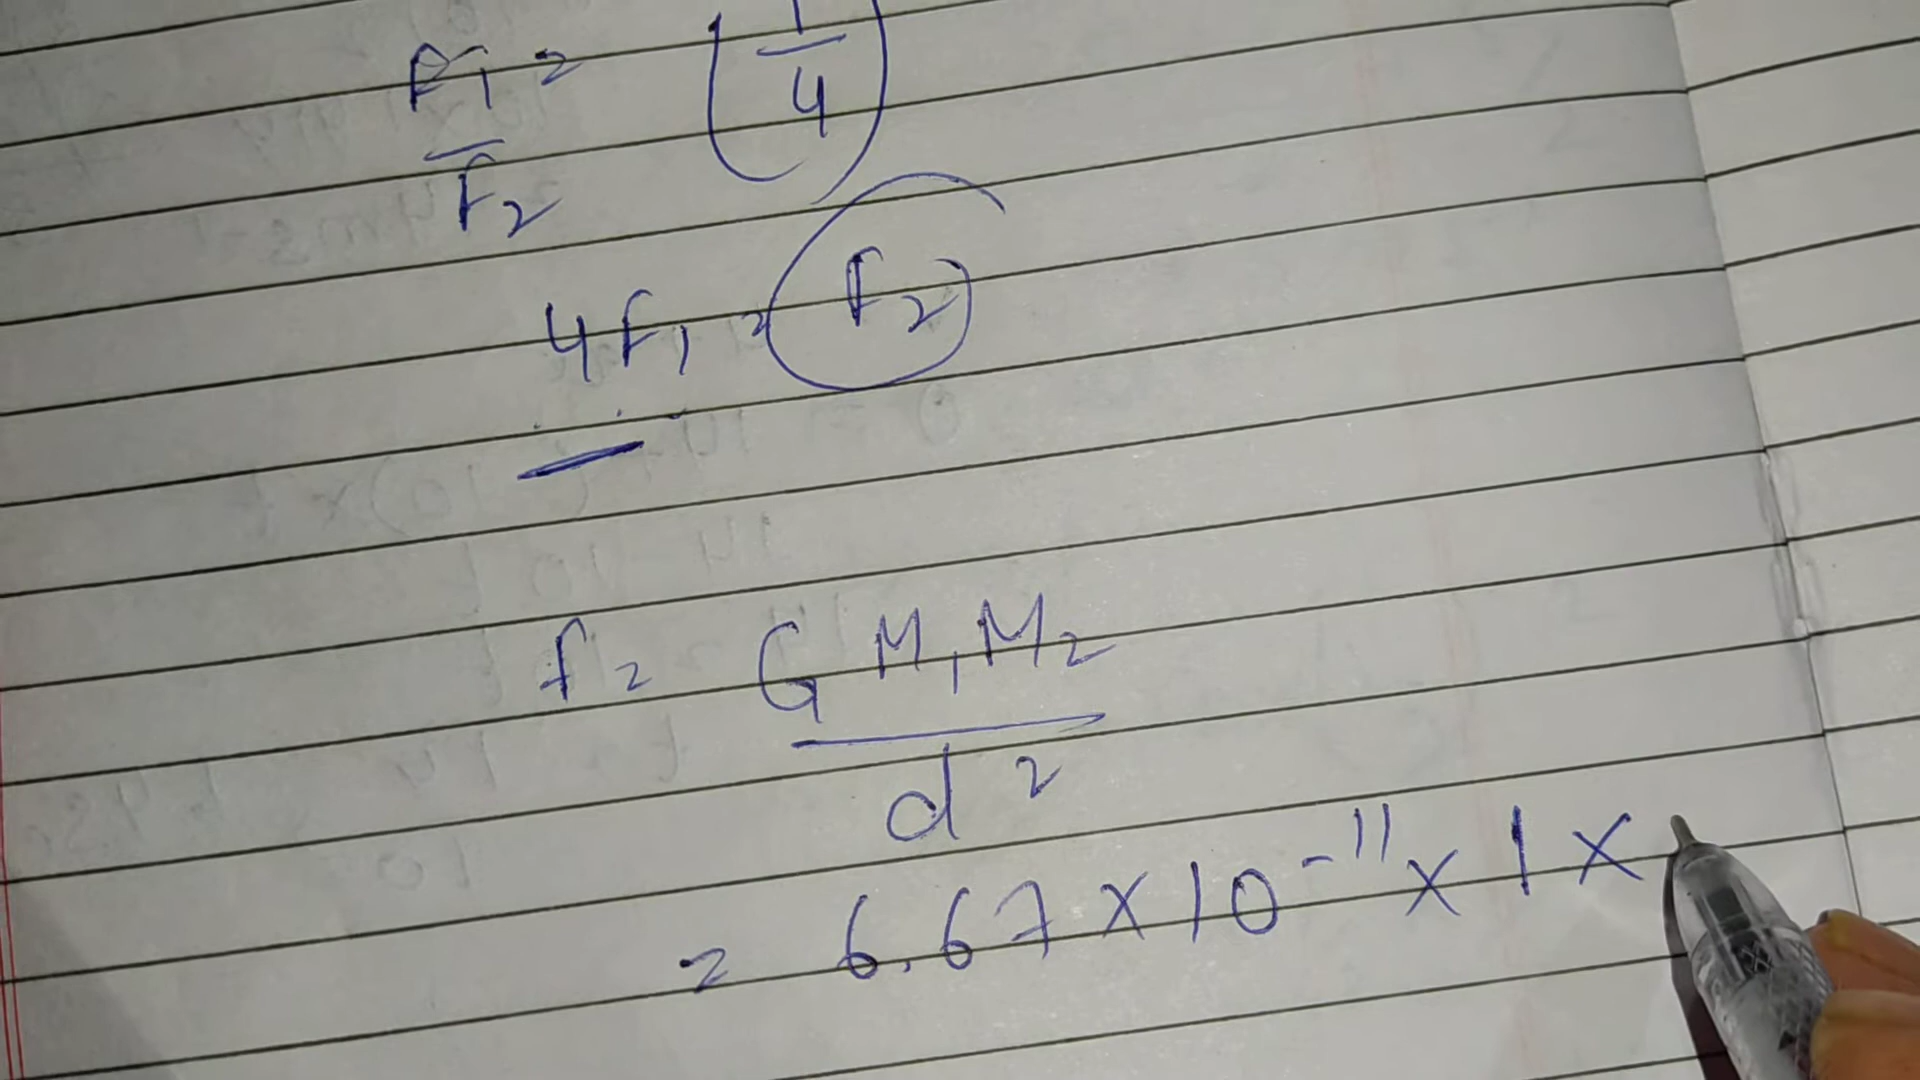 F1 = (1/4)
F2
4F1 = F2
F = G M1M2
d²
= 6.67 × 10⁻¹¹ × 1 ×